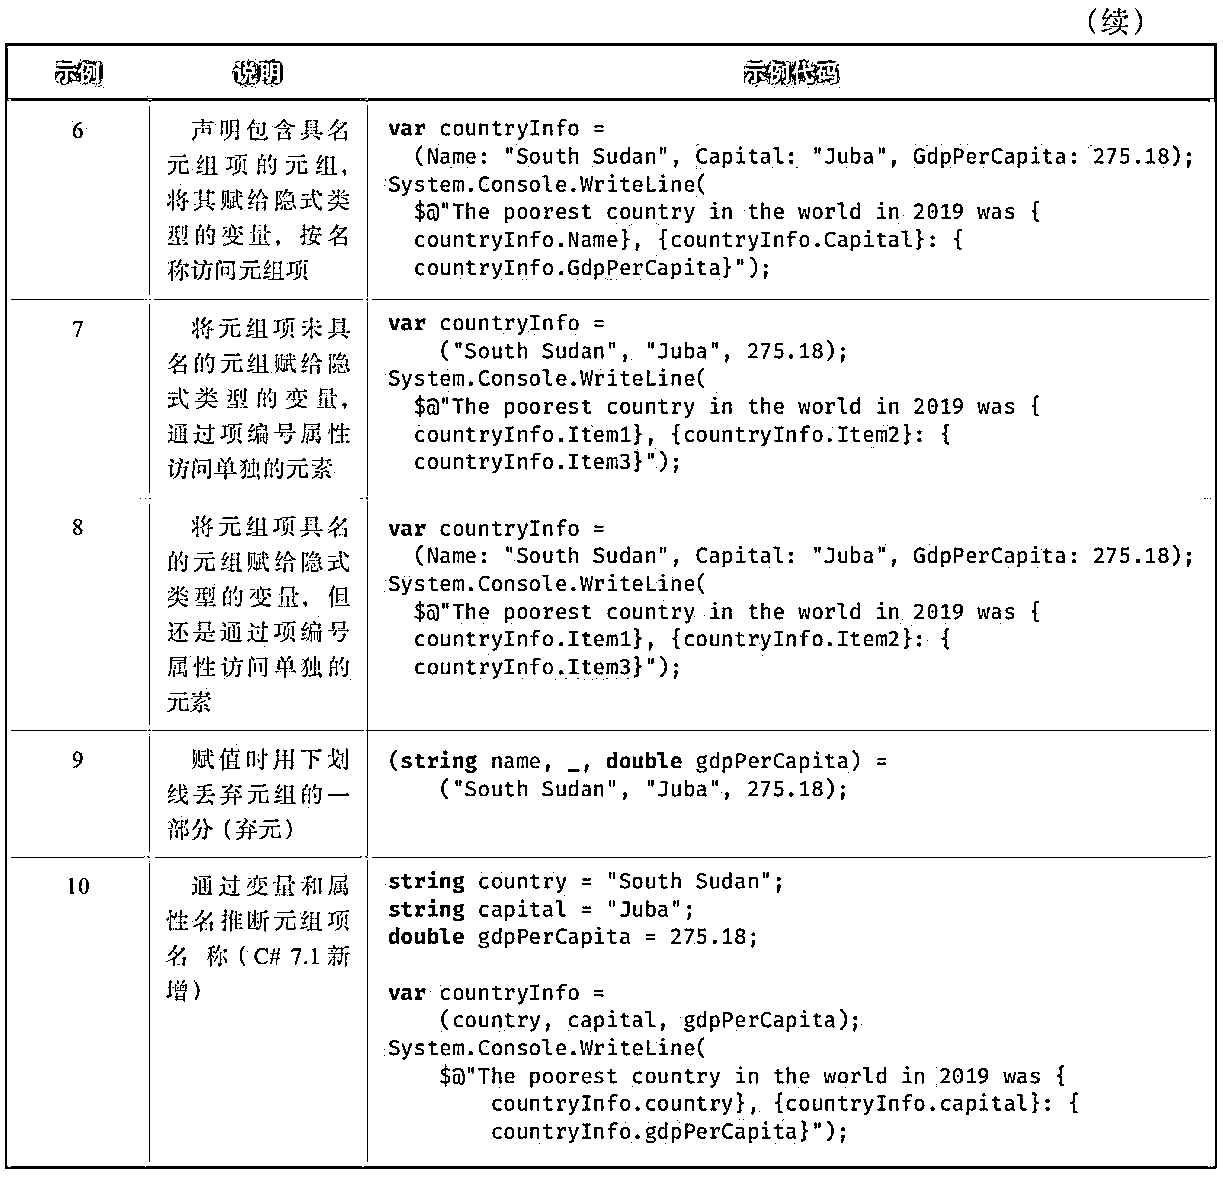 （续）
示例 说明 示例代码
6
声明包含具名
元组项的元组，
将其赋给隐式类
型的变量，按名
称访问元组项
var countryInfo =
(Name: "South Sudan", Capital: "Juba", GdpPerCapita: 275.18);
System.Console.WriteLine(
$@"The poorest country in the world in 2019 was {
countryInfo.Name}, {countryInfo.Capital}: {
countryInfo.GdpPerCapita}");
7
将元组项未具
名的元组赋给隐
式类型的变量，
通过项编号属性
访问单独的元素
var countryInfo =
("South Sudan", "Juba", 275.18);
System.Console.WriteLine(
$@"The poorest country in the world in 2019 was {
countryInfo.Item1}, {countryInfo.Item2}: {
countryInfo.Item3}");
8
将元组项具名
的元组赋给隐式
类型的变量，但
还是通过项编号
属性访问单独的
元素
var countryInfo =
(Name: "South Sudan", Capital: "Juba", GdpPerCapita: 275.18);
System.Console.WriteLine(
$@"The poorest country in the world in 2019 was {
countryInfo.Item1}, {countryInfo.Item2}: {
countryInfo.Item3}");
9
赋值时用下划
线丢弃元组的一
部分（弃元）
(string name, _, double gdpPerCapita) =
("South Sudan", "Juba", 275.18);
10
通过变量和属
性名推断元组项
名称（C# 7.1新
增）
string country = "South Sudan";
string capital = "Juba";
double gdpPerCapita = 275.18;
var countryInfo =
(country, capital, gdpPerCapita);
System.Console.WriteLine(
$@"The poorest country in the world in 2019 was {
countryInfo.country}, {countryInfo.capital}: {
countryInfo.gdpPerCapita}");